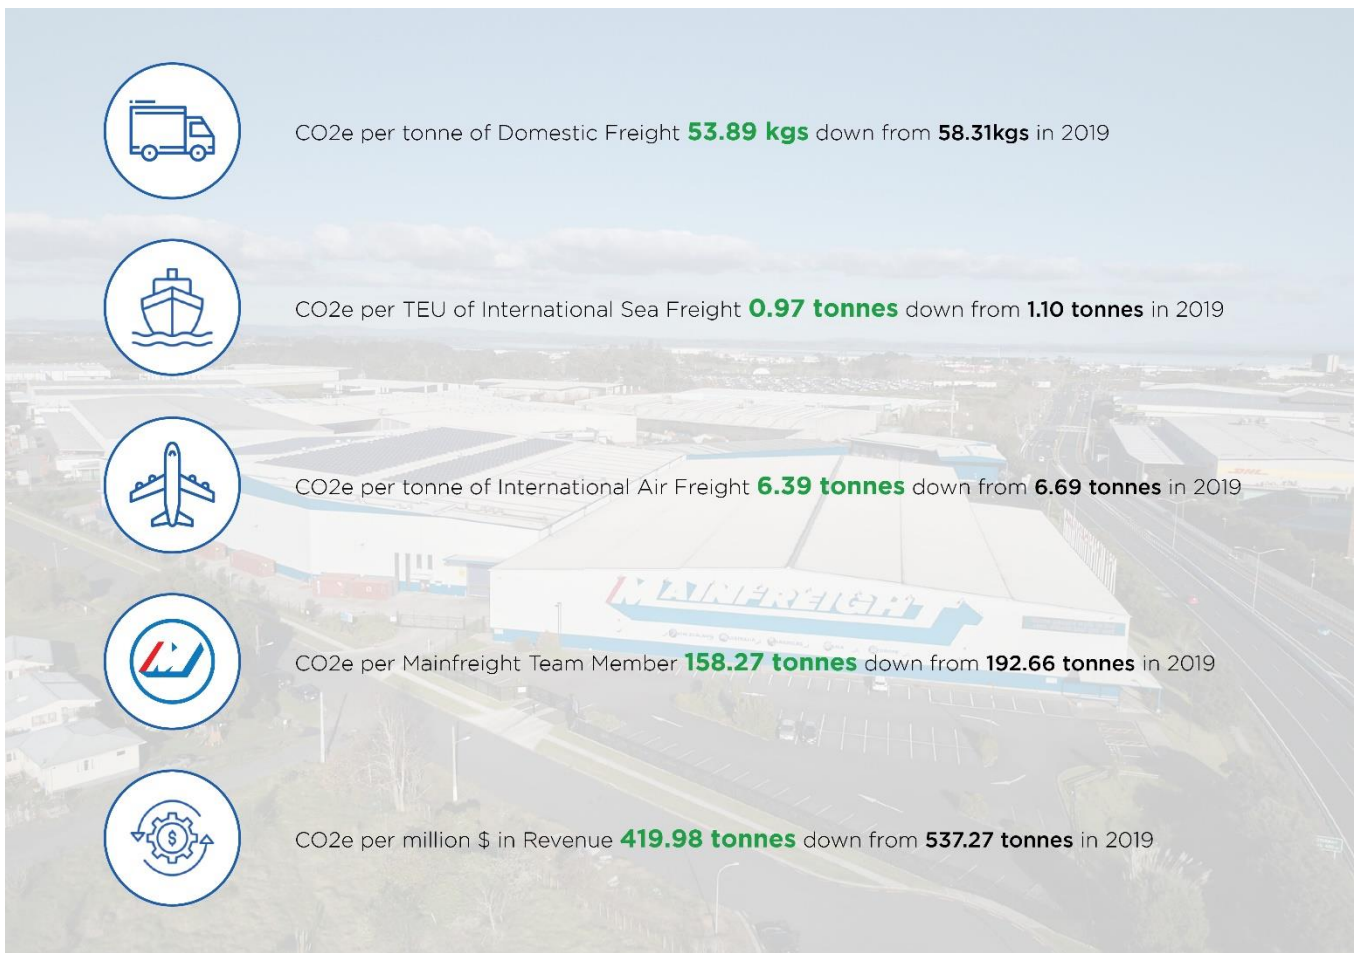 CO2e per tonne of Domestic Freight 53.89 kgs down from 58.31kgs in 2019
CO2e per TEU of International Sea Freight 0.97 tonnes down from 1.10 tonnes in 2019
CO2e per tonne of International Air Freight 6.39 tonnes down from 6.69 tonnes in 2019
MAINFREIGHT
CO2e per Mainfreight Team Member 158.27 tonnes down from 192.66 tonnes in 2019
$
CO2e per million $ in Revenue 419.98 tonnes down from 537.27 tonnes in 2019